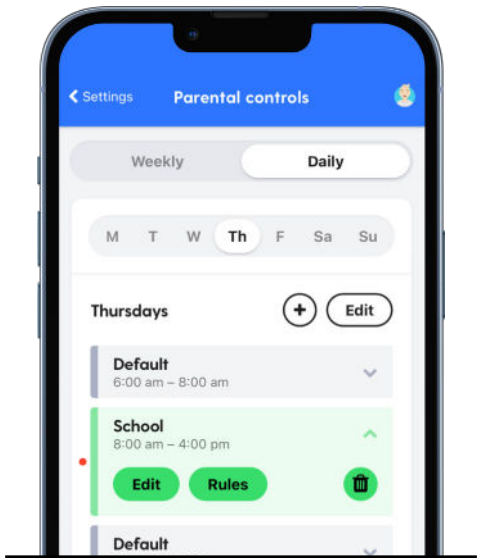 Settings
Parental controls
Weekly
Daily
M T W Th F Sa Su
Thursdays
+
Edit
Default
6:00 am – 8:00 am
School
8:00 am – 4:00 pm
Edit
Rules
Default